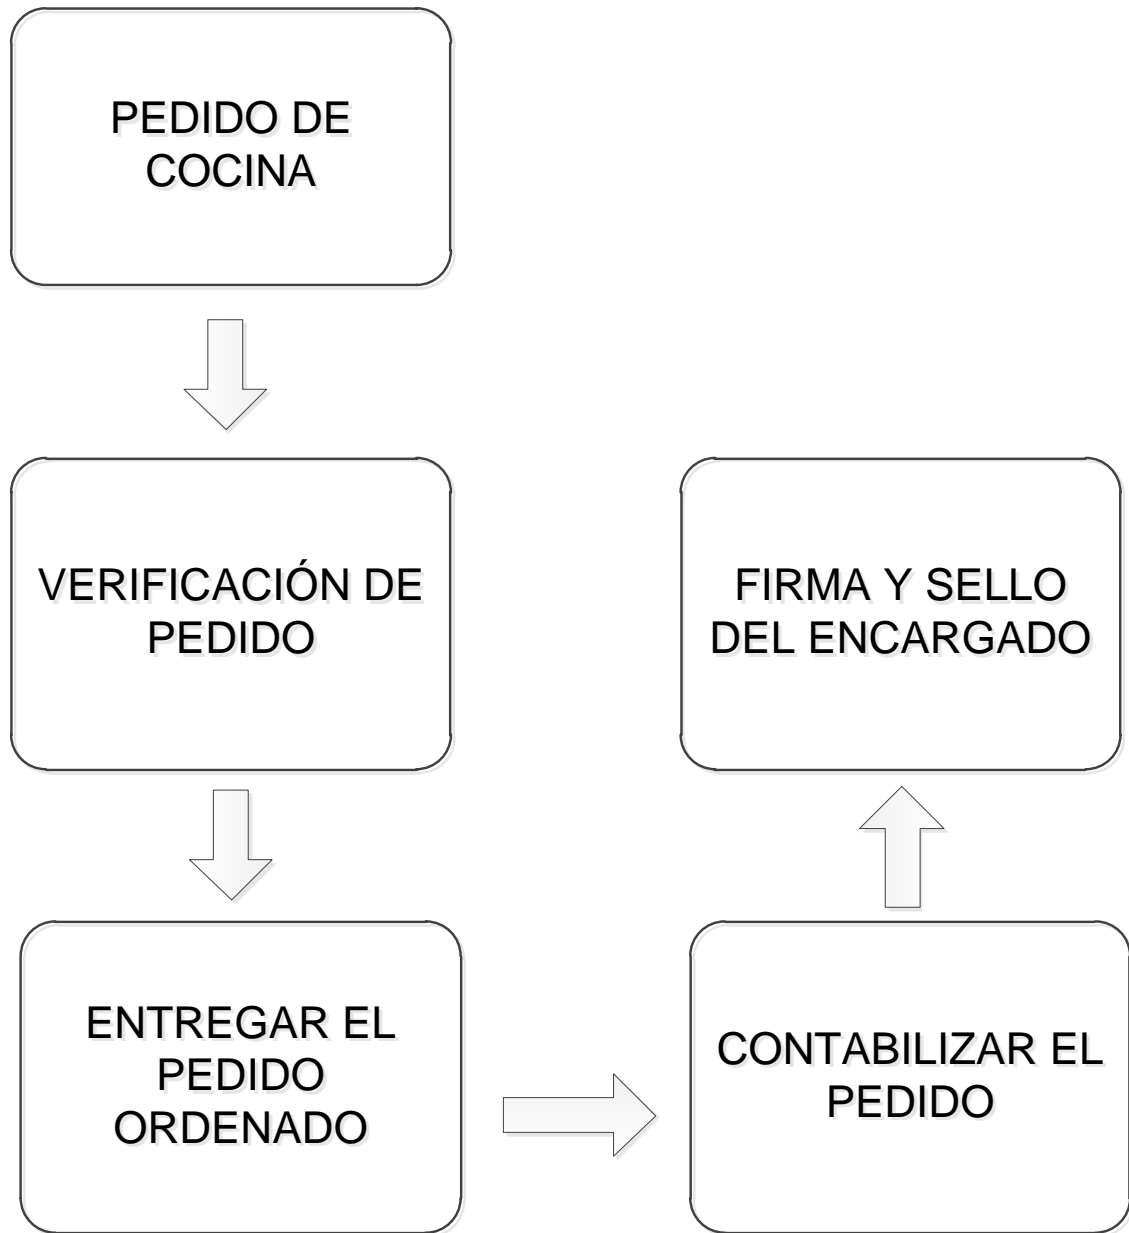 PEDIDO DE
COCINA
VERIFICACIÓN DE
PEDIDO
ENTREGAR EL
PEDIDO
ORDENADO
CONTABILIZAR EL
PEDIDO
FIRMA Y SELLO
DEL ENCARGADO